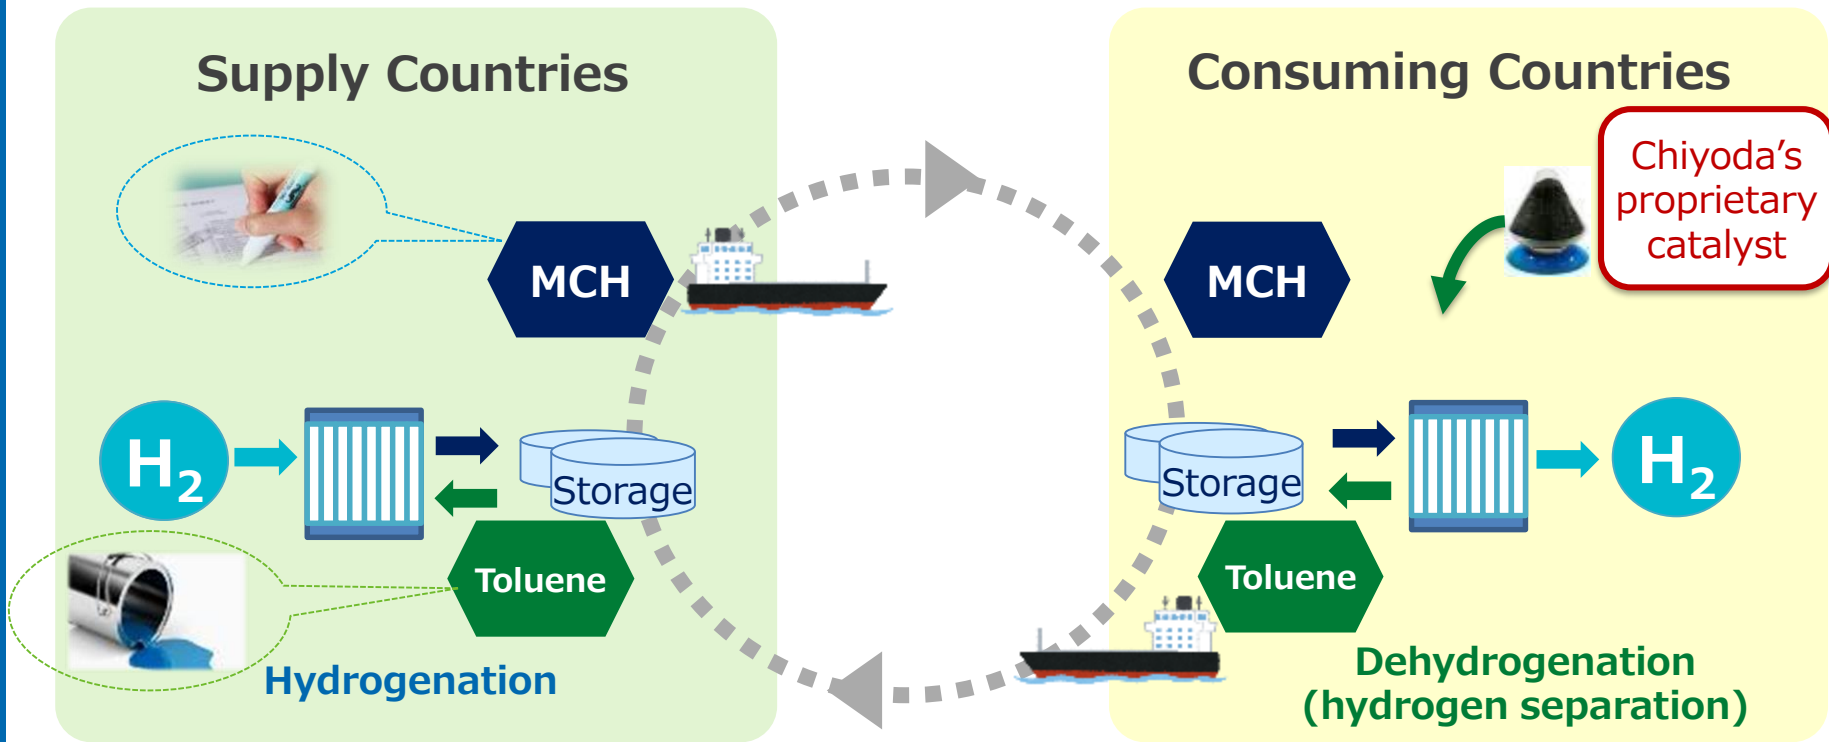 Supply Countries
MCH
H2
Storage
Toluene
Hydrogenation
Consuming Countries
Chiyoda’s
proprietary
catalyst
MCH
Storage
H2
Toluene
Dehydrogenation
(hydrogen separation)